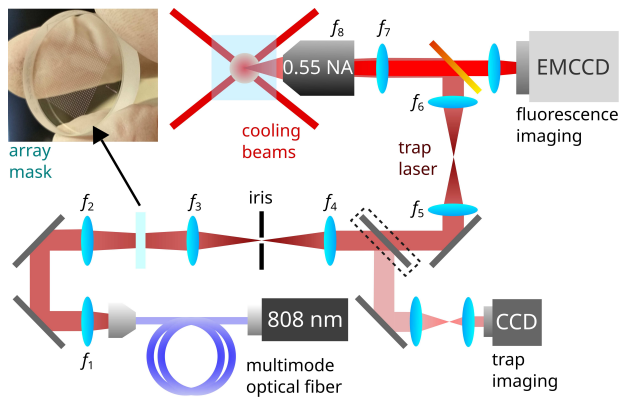 f8
f7
0.55 NA
EMCCD
f6
fluorescence
imaging
cooling
beams
trap
laser
array
mask
f2
f3
iris
f4
f5
808 nm
CCD
f1
multimode
optical fiber
trap
imaging